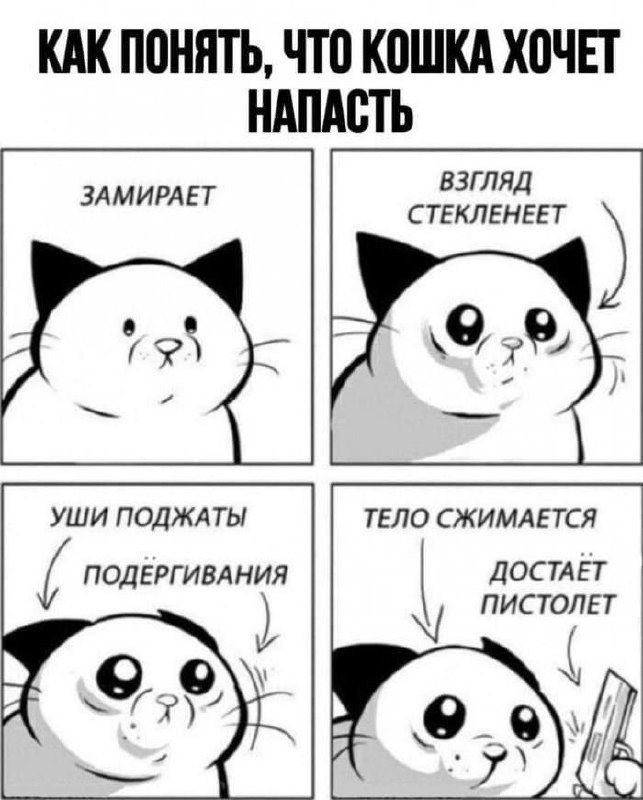 КАК ПОНЯТЬ, ЧТО КОШКА ХОЧЕТ
НАПАСТЬ
ЗАМИРАЕТ
ВЗГЛЯД
СТЕКЛЕНЕЕТ
УШИ ПОДЖАТЫ
ПОДЁРГИВАНИЯ
ТЕЛО СЖИМАЕТСЯ
ДОСТАЁТ
ПИСТОЛЕТ